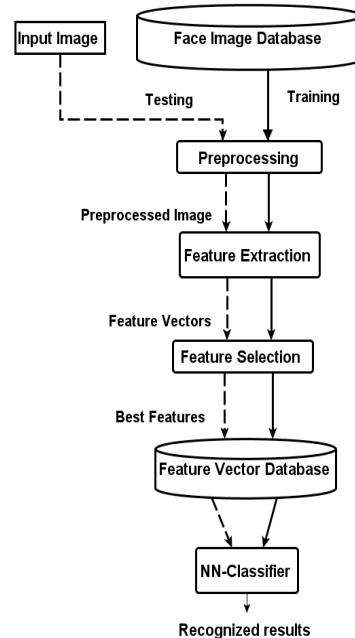 Input Image
Face Image Database
Testing
Training
Preprocessing
Preprocessed Image
Feature Extraction
Feature Vectors
Feature Selection
Best Features
Feature Vector Database
NN-Classifier
Recognized results